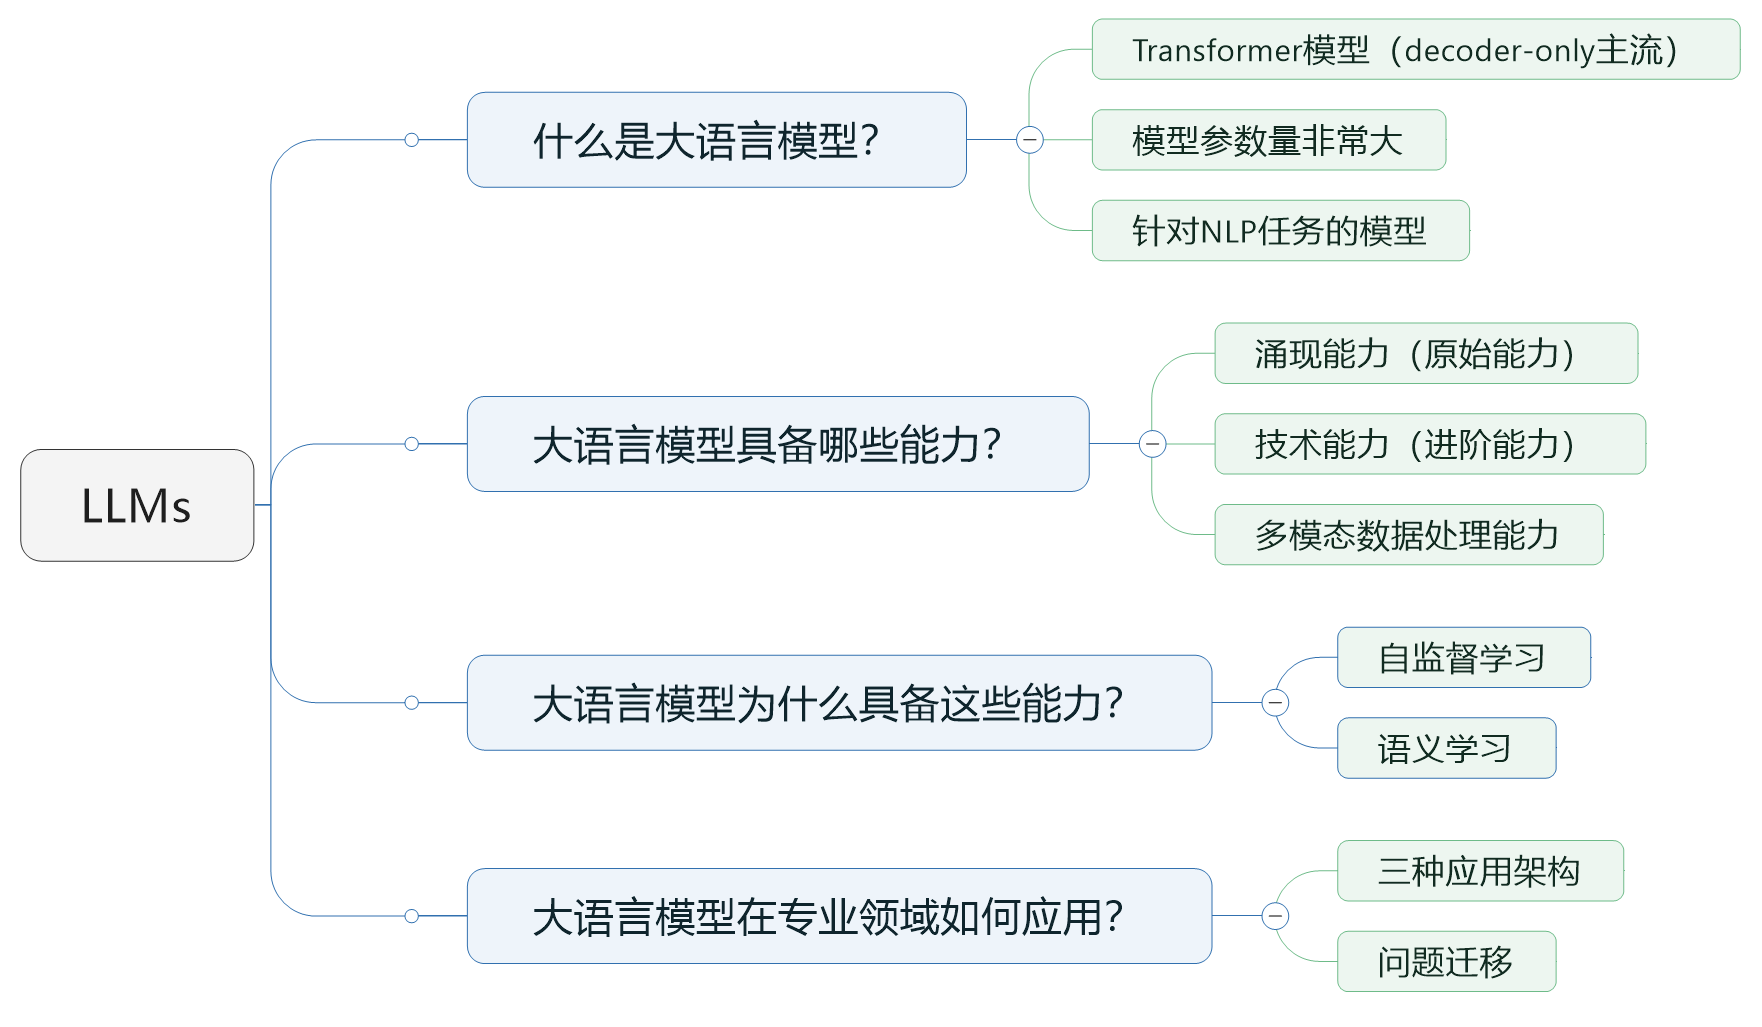 LLMs
什么是大语言模型？
Transformer模型（decoder-only主流）
模型参数量非常大
针对NLP任务的模型
大语言模型具备哪些能力？
涌现能力（原始能力）
技术能力（进阶能力）
多模态数据处理能力
大语言模型为什么具备这些能力？
自监督学习
语义学习
大语言模型在专业领域如何应用？
三种应用架构
问题迁移